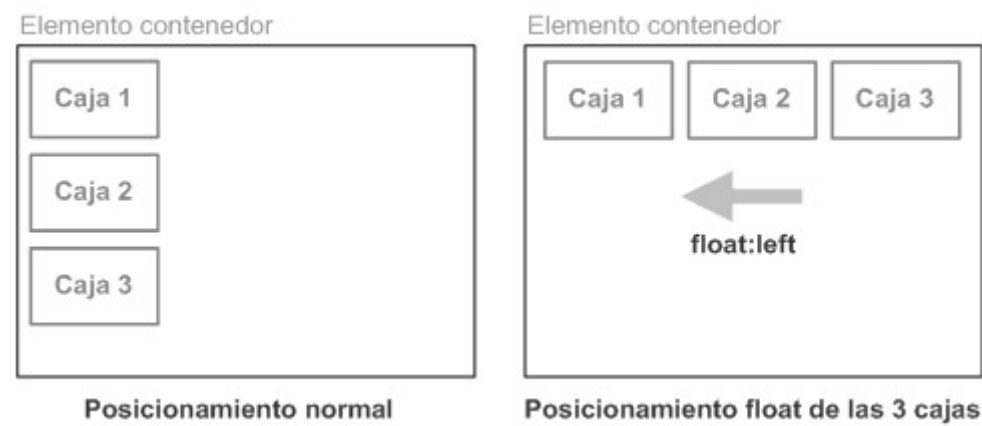 Elemento contenedor
Caja 1
Caja 2
Caja 3
Posicionamiento normal
Elemento contenedor
Caja 1 Caja 2 Caja 3
float:left
Posicionamiento float de las 3 cajas